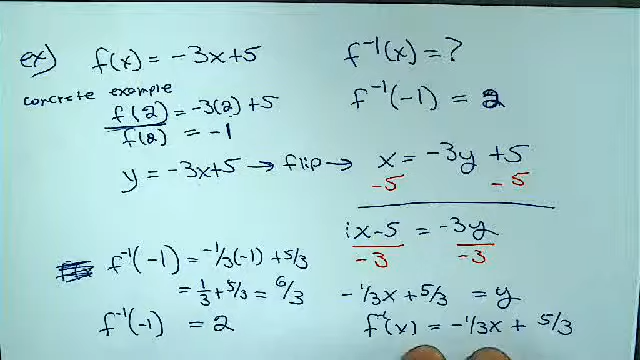 ex) f(x) = -3x+5
concrete example
f(2) = -3(2)+5
f(2) = -1
y = -3x+5 → flip → x = -3y +5
-5 -5
x-5 = -3y
-3 -3
-1/3x + 5/3 = y
f⁻¹(x) = -1/3x + 5/3
f⁻¹(x) = ?
f⁻¹(-1) = 2
f⁻¹(-1) = -1/3(-1) + 5/3
= 1/3 + 5/3 = 6/3
f⁻¹(-1) = 2